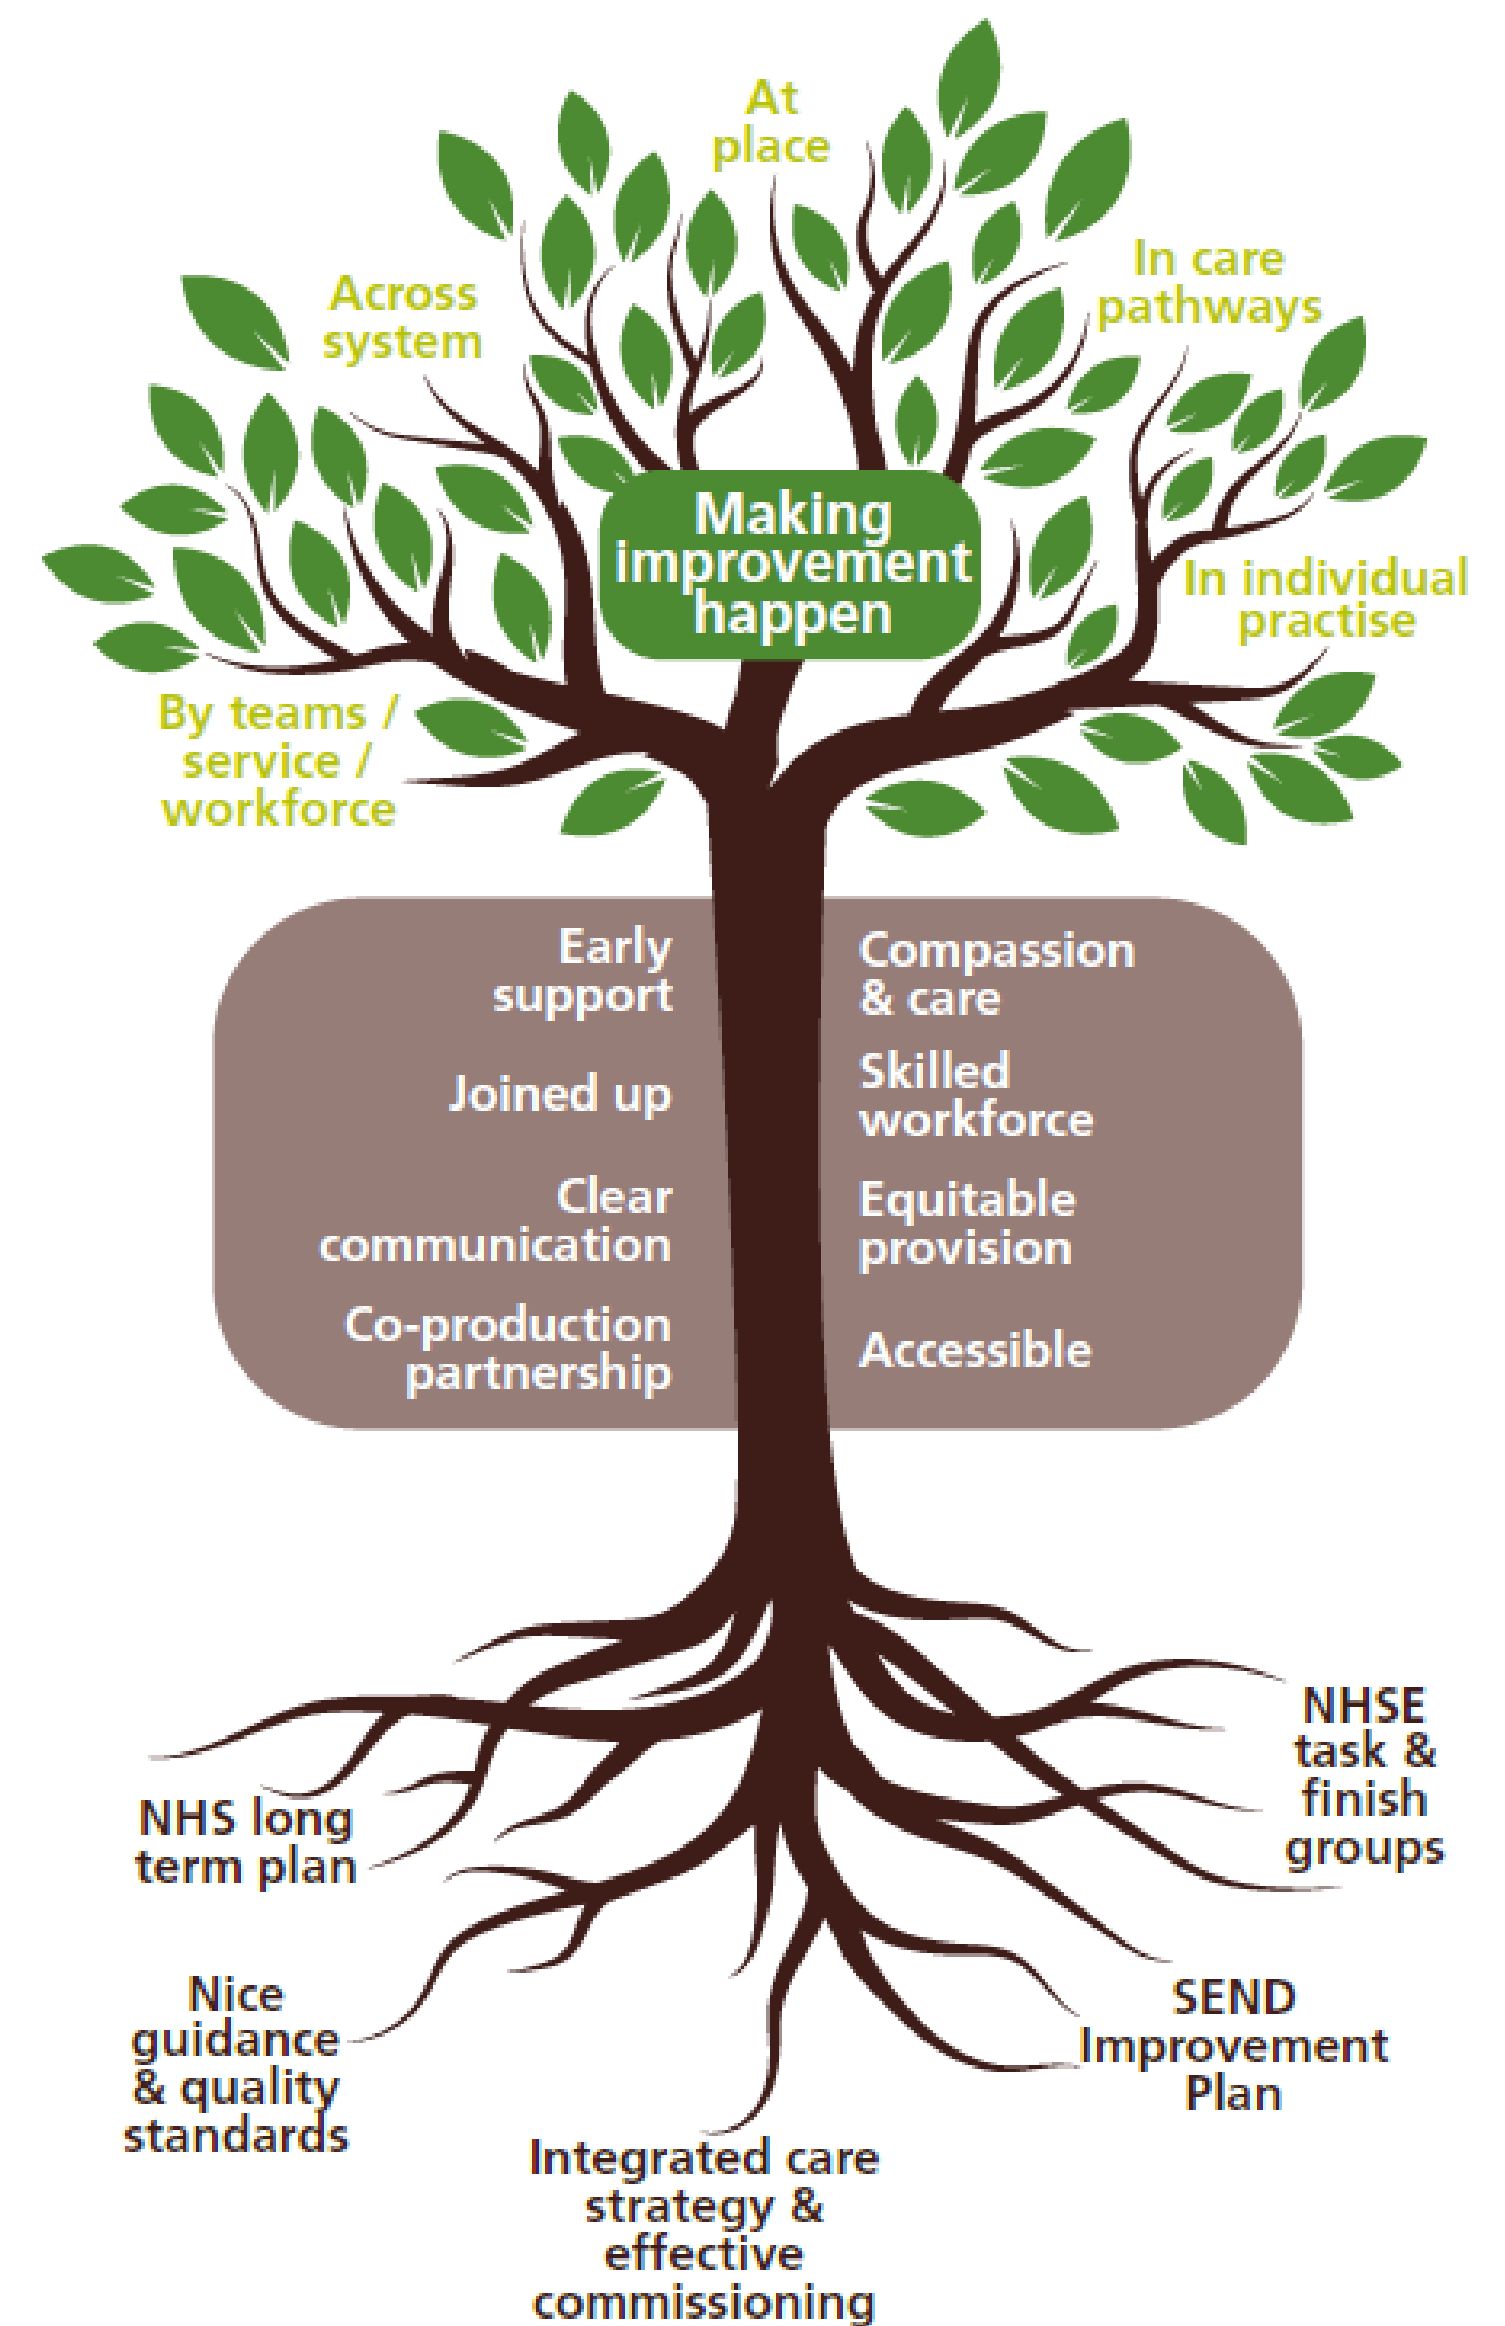 At
place
In care
pathways
Across
system
Making
improvement
happen
In individual
practise
By teams /
service /
workforce
Early
support
Joined up
Clear
communication
Co-production
partnership
Compassion
& care
Skilled
workforce
Equitable
provision
Accessible
NHS long
term plan
Nice
guidance
& quality
standards
Integrated care
strategy &
effective
commissioning
SEND
Improvement
Plan
NHSE
task &
finish
groups